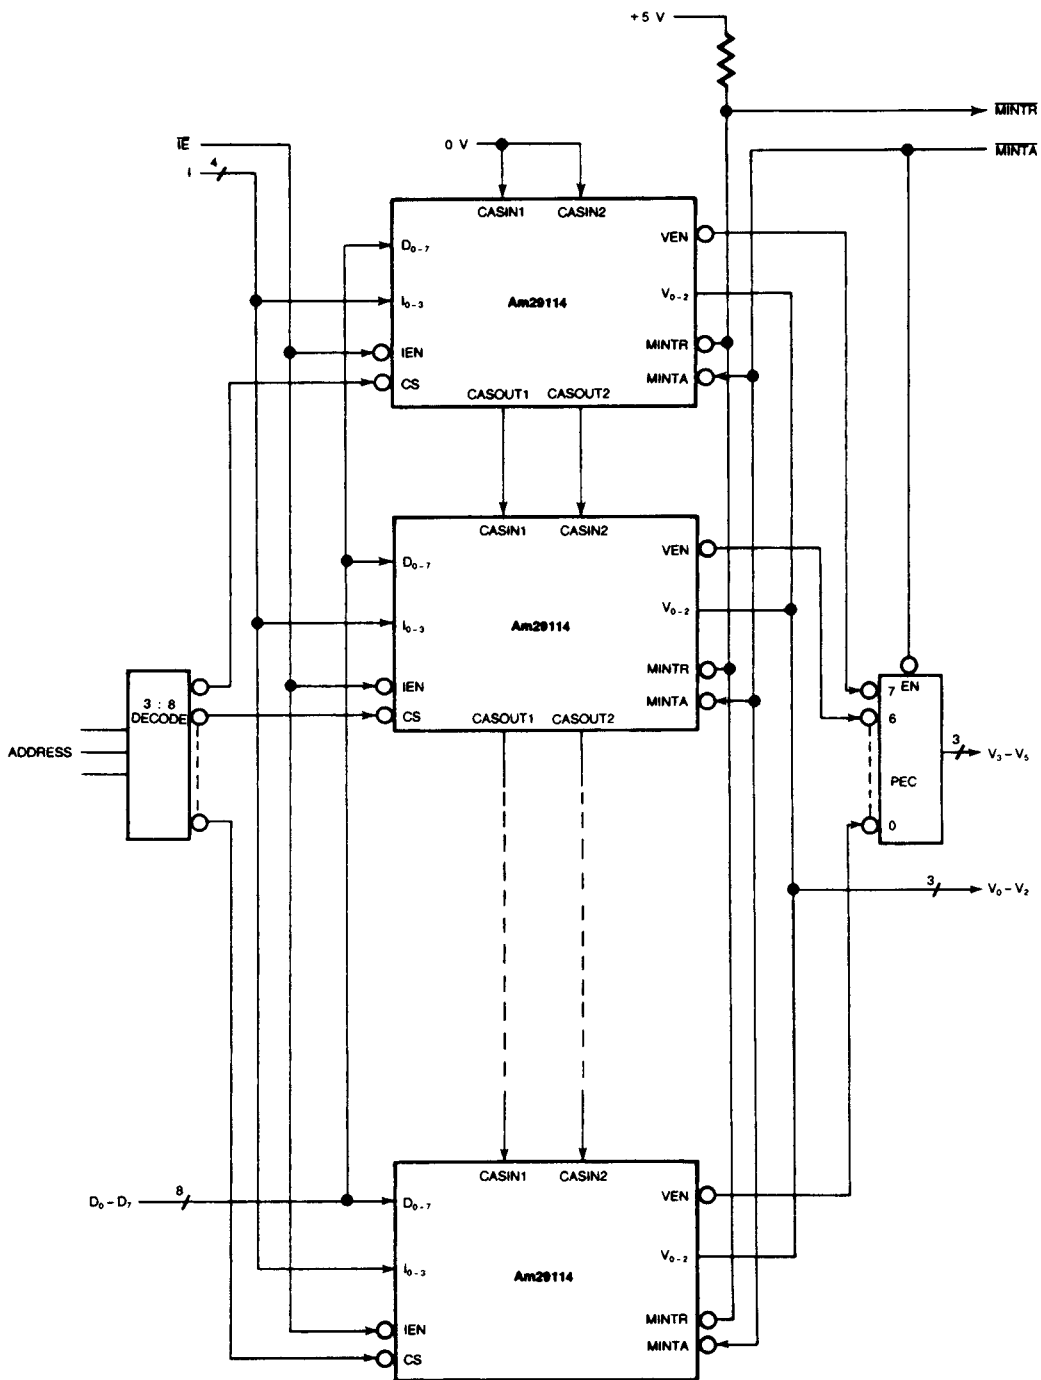 +5 V
MINTR
IE
0 V
MINTA
4
I
CASIN1 CASIN2
VEN
D0-7
V0-2
Am29114
I0-3
MINTR
IEN
MINTA
CS
CASOUT1 CASOUT2
CASIN1 CASIN2
VEN
D0-7
V0-2
Am29114
I0-3
MINTR
IEN
MINTA
CS
CASOUT1 CASOUT2
3 : 8
DECODE
ADDRESS
EN
7
6
3
V3 – V5
PEC
0
3
V0 – V2
CASIN1 CASIN2
VEN
D0 – D7
8
D0-7
V0-2
Am29114
I0-3
MINTR
IEN
MINTA
CS